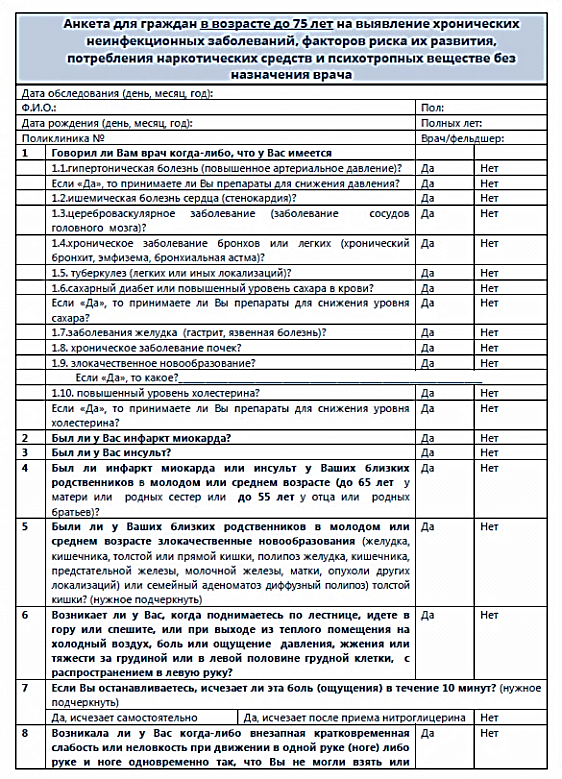 Анкета для граждан в возрасте до 75 лет на выявление хронических
неинфекционных заболеваний, факторов риска их развития,
потребления наркотических средств и психотропных веществе без
назначения врача
Дата обследования (день, месяц, год):
Ф.И.О.: Пол:
Дата рождения (день, месяц, год): Полных лет:
Поликлиника № Врач/фельдшер:
1 Говорил ли Вам врач когда-либо, что у Вас имеется
1.1.гипертоническая болезнь (повышенное артериальное давление)? Да Нет
Если «Да», то принимаете ли Вы препараты для снижения давления? Да Нет
1.2.ишемическая болезнь сердца (стенокардия)? Да Нет
1.3.цереброваскулярное заболевание (заболевание сосудов Да Нет
головного мозга)?
1.4.хроническое заболевание бронхов или легких (хронический Да Нет
бронхит, эмфизема, бронхиальная астма)?
1.5. туберкулез (легких или иных локализаций)? Да Нет
1.6.сахарный диабет или повышенный уровень сахара в крови? Да Нет
Если «Да», то принимаете ли Вы препараты для снижения уровня Да Нет
сахара?
1.7.заболевания желудка (гастрит, язвенная болезнь)? Да Нет
1.8. хроническое заболевание почек? Да Нет
1.9. злокачественное новообразование? Да Нет
Если «Да», то какое?
1.10. повышенный уровень холестерина? Да Нет
Если «Да», то принимаете ли Вы препараты для снижения уровня Да Нет
холестерина?
2 Был ли у Вас инфаркт миокарда? Да Нет
3 Был ли у Вас инсульт? Да Нет
4 Был ли инфаркт миокарда или инсульт у Ваших близких Да Нет
родственников в молодом или среднем возрасте (до 65 лет у
матери или родных сестер или до 55 лет у отца или родных
братьев)?
5 Были ли у Ваших близких родственников в молодом или Да Нет
среднем возрасте злокачественные новообразования (желудка,
кишечника, толстой или прямой кишки, полипоз желудка, кишечника,
предстательной железы, молочной железы, матки, опухоли других
локализаций) или семейный аденоматоз диффузный полипоз) толстой
кишки? (нужное подчеркнуть)
6 Возникает ли у Вас, когда поднимаетесь по лестнице, идете в Да Нет
гору или спешите, или при выходе из теплого помещения на
холодный воздух, боль или ощущение давления, жжения или
тяжести за грудиной или в левой половине грудной клетки, с
распространением в левую руку?
7 Если Вы останавливаетесь, исчезает ли эта боль (ощущения) в течение 10 минут? (нужное
подчеркнуть)
Да, исчезает самостоятельно Да, исчезает после приема нитроглицерина Нет
8 Возникала ли у Вас когда-либо внезапная кратковременная Да Нет
слабость или неловкость при движении в одной руке (ноге) либо
руке и ноге одновременно так, что Вы не могли взять или